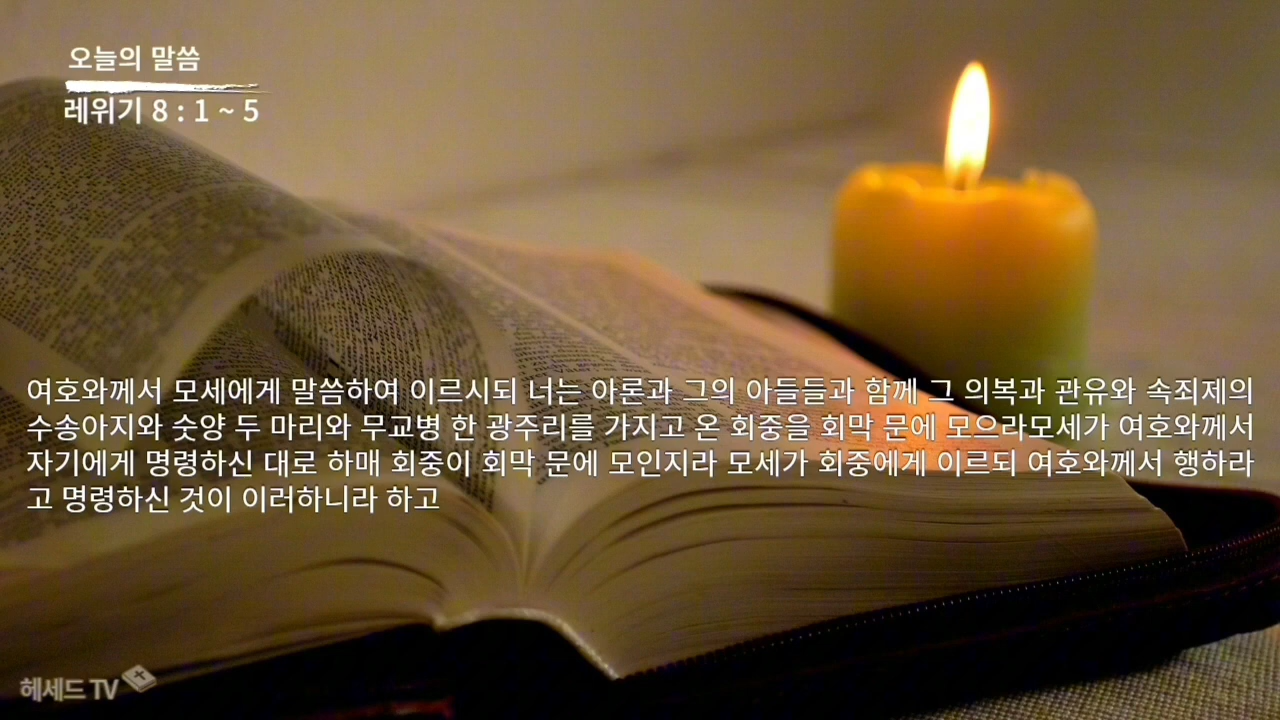 오늘의 말씀
레위기 8 : 1 ~ 5
여호와께서 모세에게 말씀하여 이르시되 너는 아론과 그의 아들들과 함께 그 의복과 관유와 속죄제의
수송아지와 숫양 두 마리와 무교병 한 광주리를 가지고 온 회중을 회막 문에 모으라모세가 여호와께서
자기에게 명령하신 대로 하매 회중이 회막 문에 모인지라 모세가 회중에게 이르되 여호와께서 행하라
고 명령하신 것이 이러하니라 하고
헤세드 TV